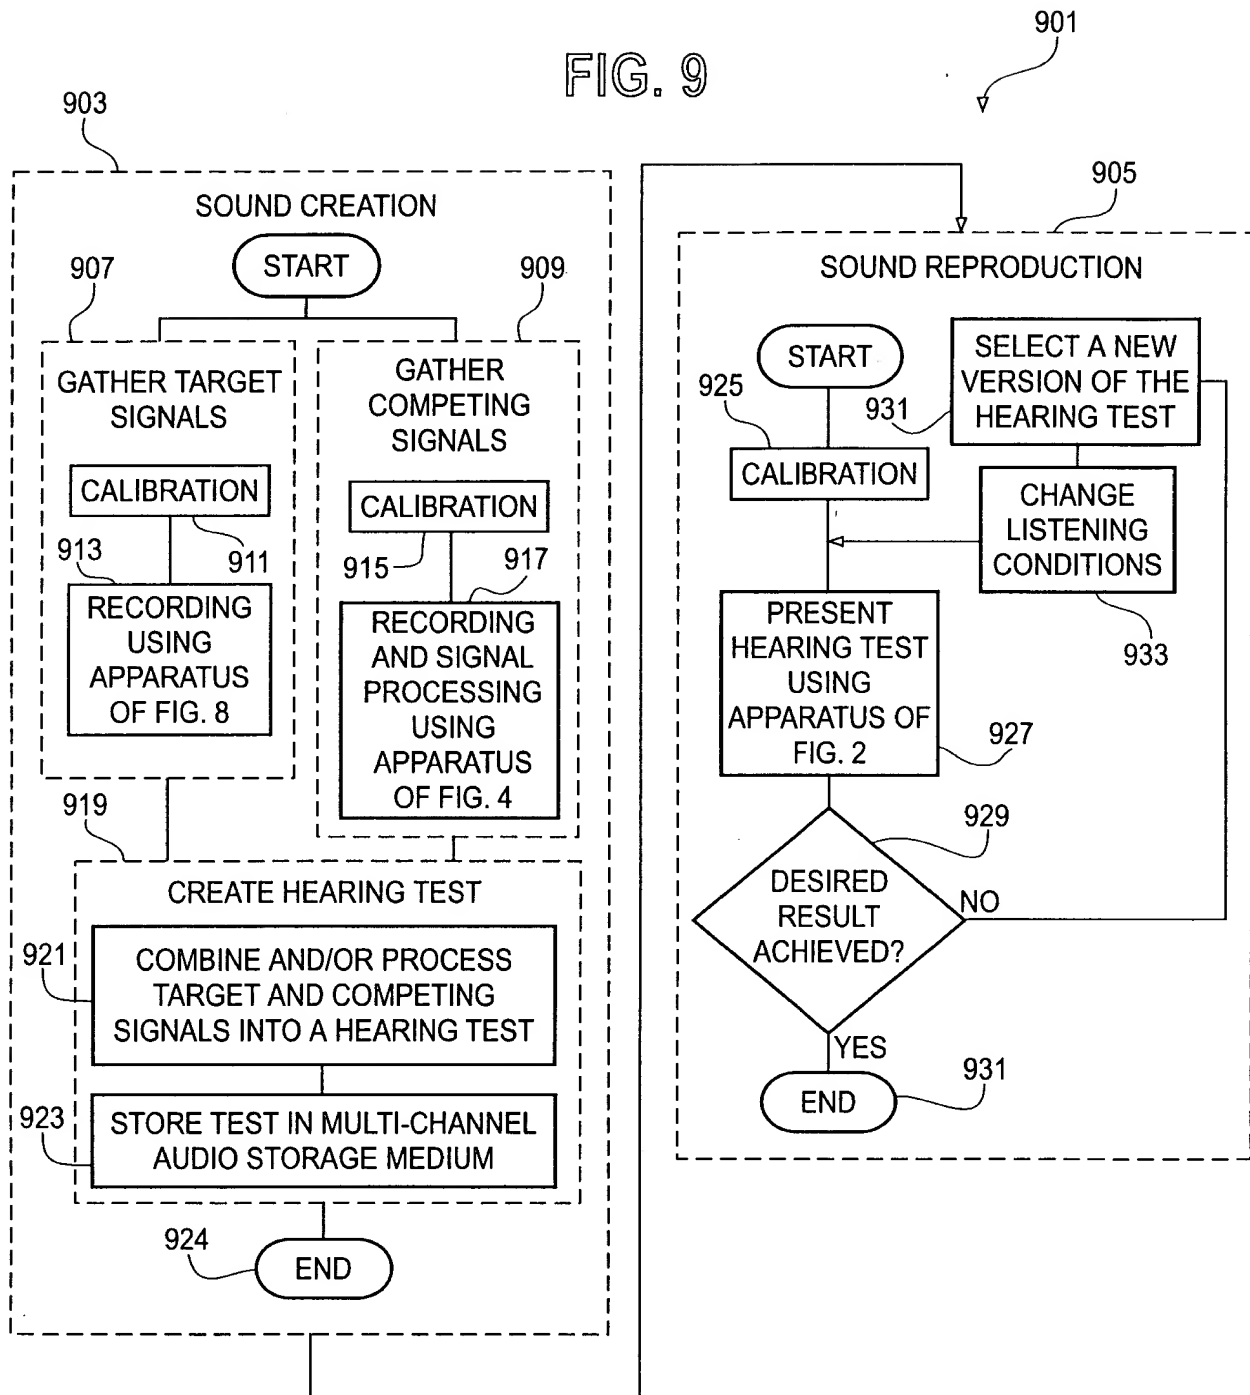 FIG. 9
901
903
SOUND CREATION
START
907
909
GATHER TARGET
SIGNALS
GATHER
COMPETING
SIGNALS
CALIBRATION
911
CALIBRATION
915
913
RECORDING
USING
APPARATUS
OF FIG. 8
917
RECORDING
AND SIGNAL
PROCESSING
USING
APPARATUS
OF FIG. 4
919
CREATE HEARING TEST
921
COMBINE AND/OR PROCESS
TARGET AND COMPETING
SIGNALS INTO A HEARING TEST
923
STORE TEST IN MULTI-CHANNEL
AUDIO STORAGE MEDIUM
924
END
905
SOUND REPRODUCTION
START
925
CALIBRATION
SELECT A NEW
VERSION OF THE
HEARING TEST
931
CHANGE
LISTENING
CONDITIONS
933
PRESENT
HEARING TEST
USING
APPARATUS OF
FIG. 2
927
929
DESIRED
RESULT
ACHIEVED?
NO
YES
END
931